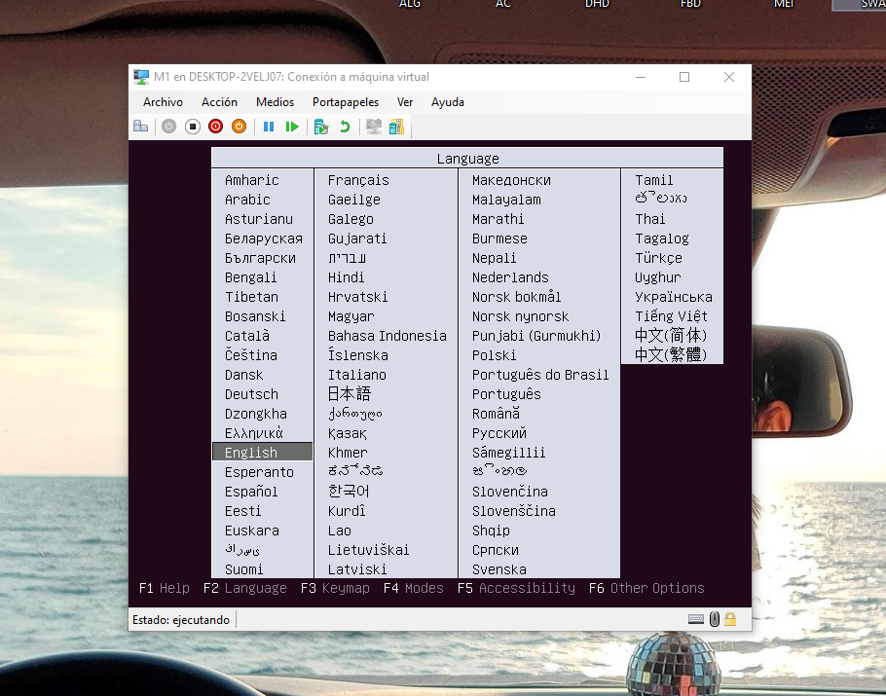 ALG AC DHD FBD MEI SWA
M1 en DESKTOP-2VELJ07: Conexión a máquina virtual
Archivo Acción Medios Portapapeles Ver Ayuda
Language
Amharic
Arabic
Asturianu
Беларуская
Български
Bengali
Tibetan
Bosanski
Català
Čeština
Dansk
Deutsch
Dzongkha
Ελληνικά
English
Esperanto
Español
Eesti
Euskara
ﻰﺳﺭﺎﻓ
Suomi
Français
Gaeilge
Galego
Gujarati
עברית
Hindi
Hrvatski
Magyar
Bahasa Indonesia
Íslenska
Italiano
日本語
ქართული
Қазақ
Khmer
ಕನ್ನಡ
한국어
Kurdî
Lao
Lietuviškai
Latviski
Македонски
Malayalam
Marathi
Burmese
Nepali
Nederlands
Norsk bokmål
Norsk nynorsk
Punjabi (Gurmukhi)
Polski
Português do Brasil
Português
Română
Русский
Sámegillii
සිංහල
Slovenčina
Slovenščina
Shqip
Српски
Svenska
Tamil
తెలుగు
Thai
Tagalog
Türkçe
Uyghur
Українська
Tiếng Việt
中文(简体)
中文(繁體)
F1 Help F2 Language F3 Keymap F4 Modes F5 Accessibility F6 Other Options
Estado: ejecutando